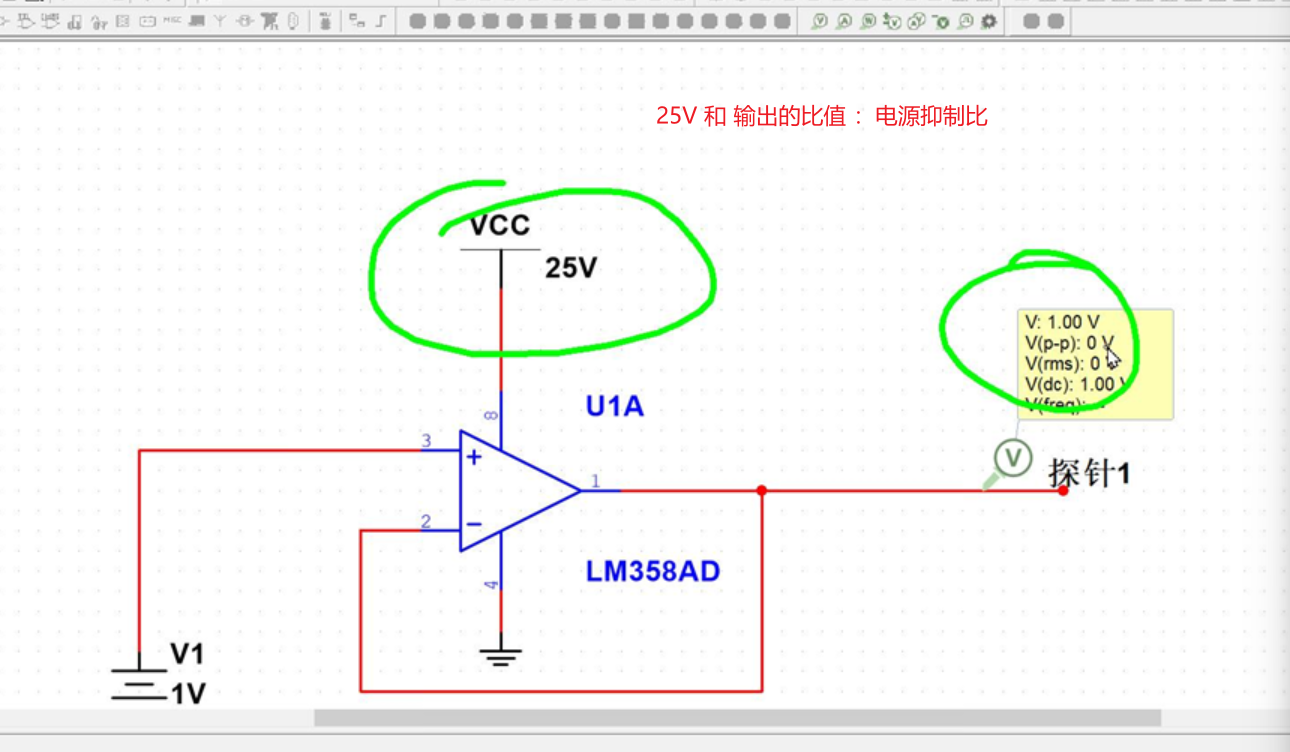 MISC
25V 和 输出的比值： 电源抑制比
VCC
25V
V: 1.00 V
V(p-p): 0 V
V(rms): 0 V
V(dc): 1.00 V
V(freq): --
8
U1A
3
+
V
探针1
1
2
−
LM358AD
4
V1
1V